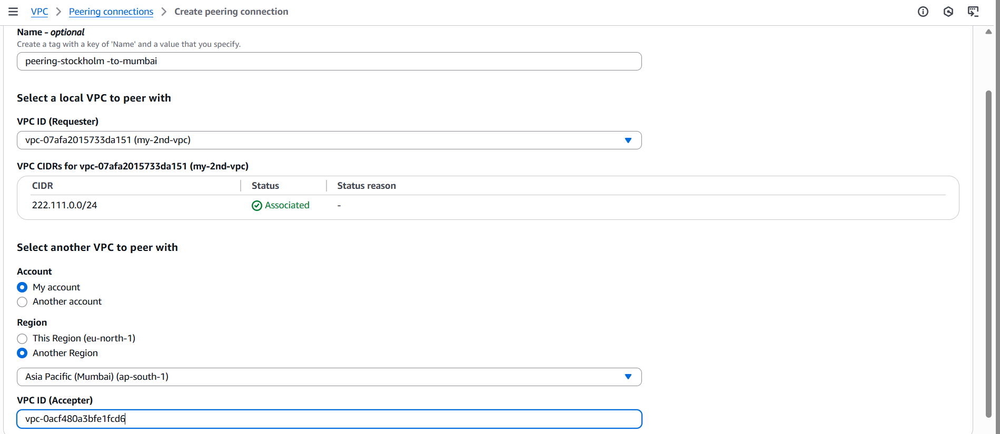 VPC > Peering connections > Create peering connection
Name - optional
Create a tag with a key of 'Name' and a value that you specify.
peering-stockholm -to-mumbai
Select a local VPC to peer with
VPC ID (Requester)
vpc-07afa2015733da151 (my-2nd-vpc)
VPC CIDRs for vpc-07afa2015733da151 (my-2nd-vpc)
CIDR Status Status reason
222.111.0.0/24 Associated -
Select another VPC to peer with
Account
My account
Another account
Region
This Region (eu-north-1)
Another Region
Asia Pacific (Mumbai) (ap-south-1)
VPC ID (Accepter)
vpc-0acf480a3bfe1fcd6